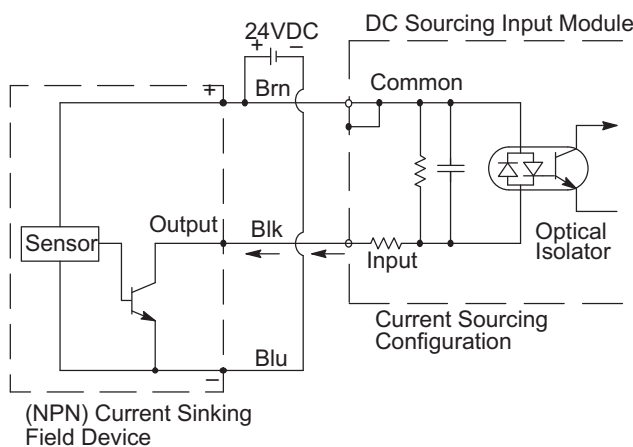 DC Sourcing Input Module
24VDC
+ −
+
Brn
Common
Output
Blk
Sensor
Input
Optical
Isolator
Current Sourcing
Configuration
Blu
−
(NPN) Current Sinking
Field Device